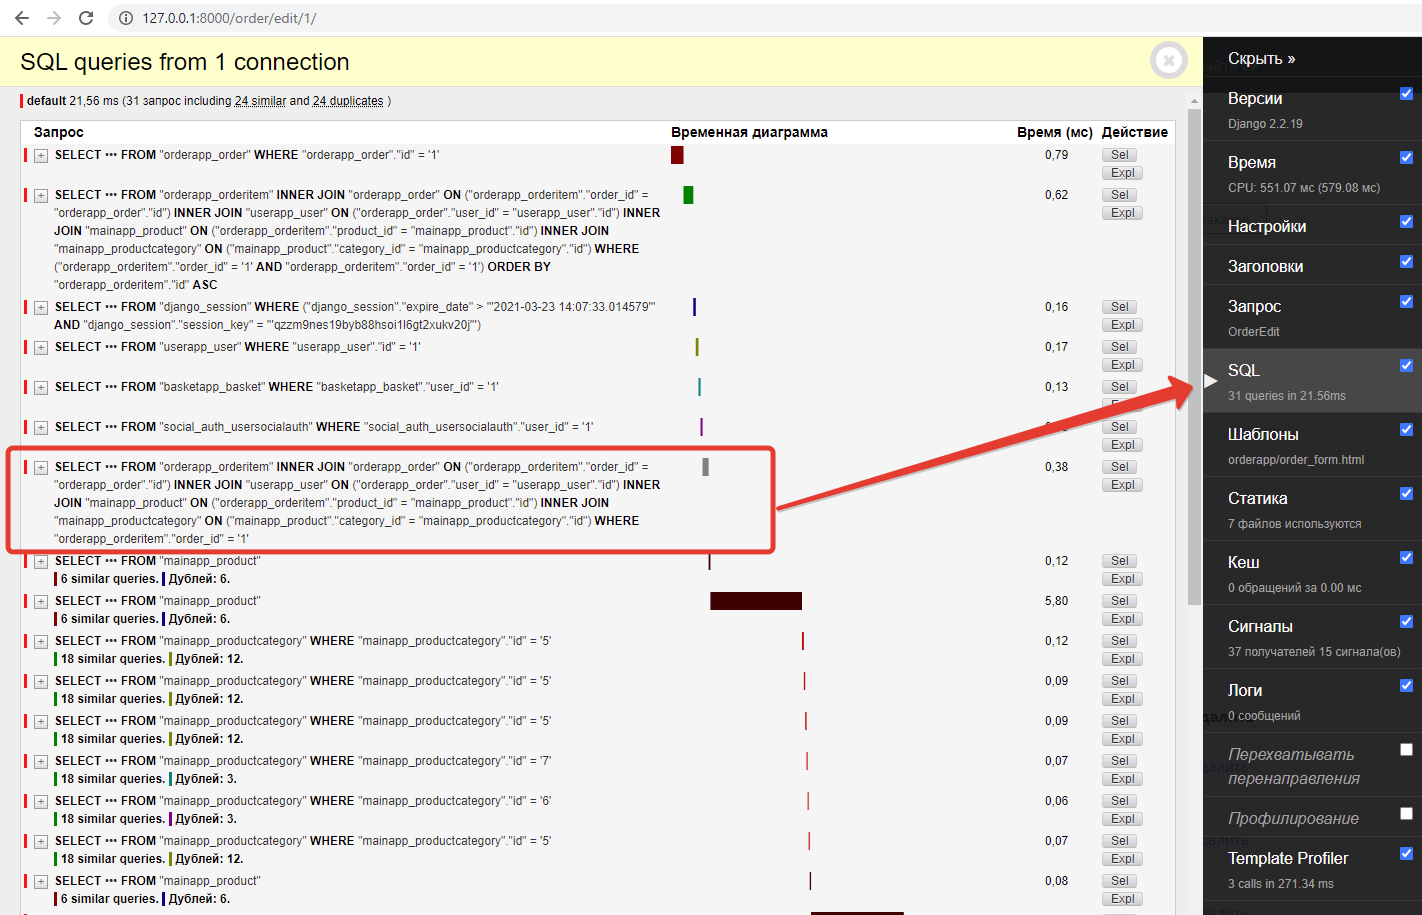 127.0.0.1:8000/order/edit/1/
SQL queries from 1 connection
default 21,56 ms (31 запрос including 24 similar and 24 duplicates )
Запрос Временная диаграмма Время (мс) Действие
+ SELECT ••• FROM "orderapp_order" WHERE "orderapp_order"."id" = '1' 0,79 Sel
Expl
+ SELECT ••• FROM "orderapp_orderitem" INNER JOIN "orderapp_order" ON ("orderapp_orderitem"."order_id" = 0,62 Sel
"orderapp_order"."id") INNER JOIN "userapp_user" ON ("orderapp_order"."user_id" = "userapp_user"."id") INNER Expl
JOIN "mainapp_product" ON ("orderapp_orderitem"."product_id" = "mainapp_product"."id") INNER JOIN
"mainapp_productcategory" ON ("mainapp_product"."category_id" = "mainapp_productcategory"."id") WHERE
("orderapp_orderitem"."order_id" = '1' AND "orderapp_orderitem"."order_id" = '1') ORDER BY
"orderapp_orderitem"."id" ASC
+ SELECT ••• FROM "django_session" WHERE ("django_session"."expire_date" > '"2021-03-23 14:07:33.014579"' 0,16 Sel
AND "django_session"."session_key" = '"qzzm9nes19byb88hsoi1l6gt2xukv20j"') Expl
+ SELECT ••• FROM "userapp_user" WHERE "userapp_user"."id" = '1' 0,17 Sel
Expl
+ SELECT ••• FROM "basketapp_basket" WHERE "basketapp_basket"."user_id" = '1' 0,13 Sel
+ SELECT ••• FROM "social_auth_usersocialauth" WHERE "social_auth_usersocialauth"."user_id" = '1' Sel
Expl
+ SELECT ••• FROM "orderapp_orderitem" INNER JOIN "orderapp_order" ON ("orderapp_orderitem"."order_id" = 0,38 Sel
"orderapp_order"."id") INNER JOIN "userapp_user" ON ("orderapp_order"."user_id" = "userapp_user"."id") INNER Expl
JOIN "mainapp_product" ON ("orderapp_orderitem"."product_id" = "mainapp_product"."id") INNER JOIN
"mainapp_productcategory" ON ("mainapp_product"."category_id" = "mainapp_productcategory"."id") WHERE
"orderapp_orderitem"."order_id" = '1'
+ SELECT ••• FROM "mainapp_product" 0,12 Sel
6 similar queries. Дублей: 6. Expl
+ SELECT ••• FROM "mainapp_product" 5,80 Sel
6 similar queries. Дублей: 6. Expl
+ SELECT ••• FROM "mainapp_productcategory" WHERE "mainapp_productcategory"."id" = '5' 0,12 Sel
18 similar queries. Дублей: 12. Expl
+ SELECT ••• FROM "mainapp_productcategory" WHERE "mainapp_productcategory"."id" = '5' 0,09 Sel
18 similar queries. Дублей: 12. Expl
+ SELECT ••• FROM "mainapp_productcategory" WHERE "mainapp_productcategory"."id" = '5' 0,09 Sel
18 similar queries. Дублей: 12. Expl
+ SELECT ••• FROM "mainapp_productcategory" WHERE "mainapp_productcategory"."id" = '7' 0,07 Sel
18 similar queries. Дублей: 3. Expl
+ SELECT ••• FROM "mainapp_productcategory" WHERE "mainapp_productcategory"."id" = '6' 0,06 Sel
18 similar queries. Дублей: 3. Expl
+ SELECT ••• FROM "mainapp_productcategory" WHERE "mainapp_productcategory"."id" = '5' 0,07 Sel
18 similar queries. Дублей: 12. Expl
+ SELECT ••• FROM "mainapp_product" 0,08 Sel
6 similar queries. Дублей: 6. Expl
Скрыть »
Версии
Django 2.2.19
Время
CPU: 551.07 мс (579.08 мс)
Настройки
Заголовки
Запрос
OrderEdit
SQL
31 queries in 21.56ms
Шаблоны
orderapp/order_form.html
Статика
7 файлов используются
Кеш
0 обращений за 0.00 мс
Сигналы
37 получателей 15 сигнала(ов)
Логи
0 сообщений
Перехватывать
перенаправления
Профилирование
Template Profiler
3 calls in 271.34 ms